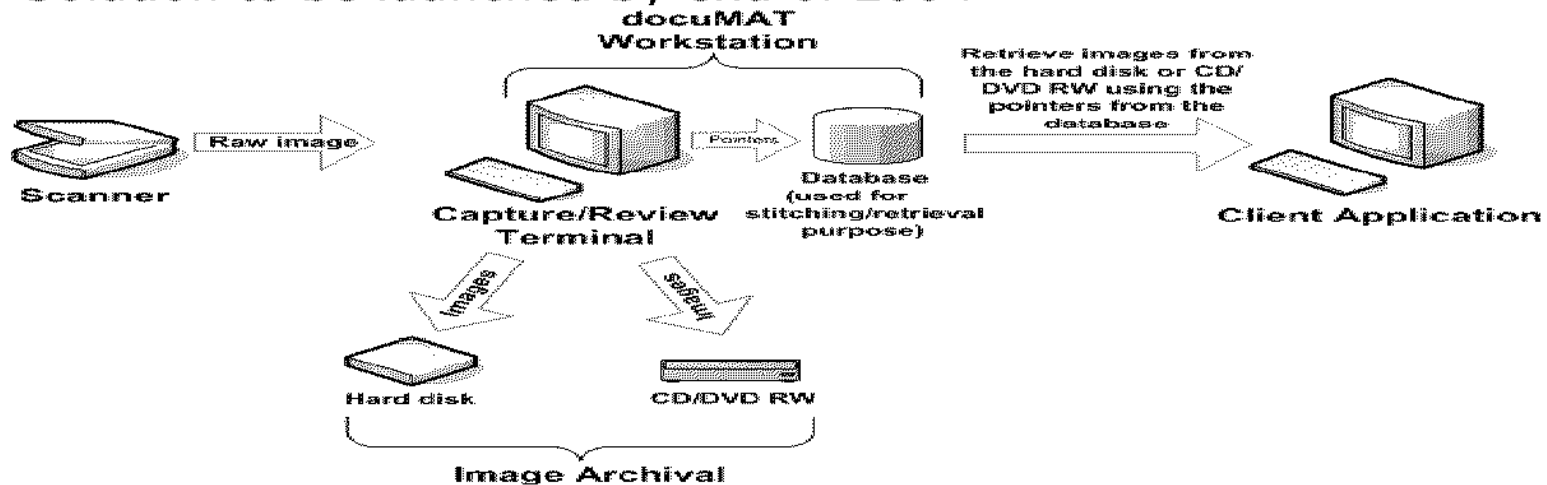 docuMAT
Workstation
Retrieve images from
the hard disk or CD/
DVD RW using the
pointers from the
database
Raw image
Pointers
Scanner
Capture/Review
Terminal
Database
(used for
stitching/retrieval
purpose)
Client Application
Images
Images
Hard disk
CD/DVD RW
Image Archival